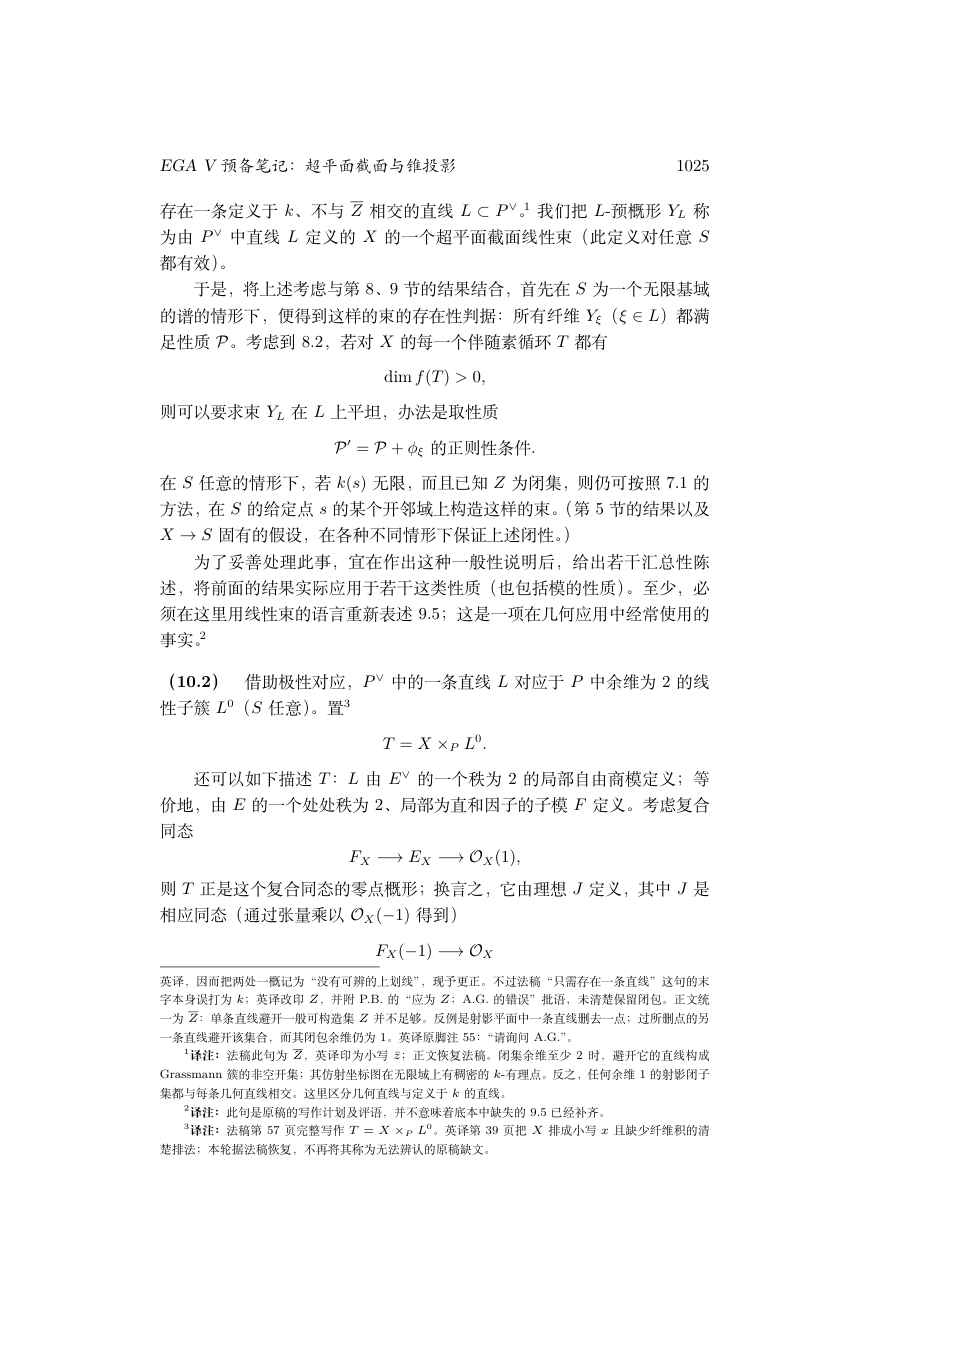 EGA V 预备笔记：超平面截面与锥投影 1025
存在一条定义于 k、不与 Z̅ 相交的直线 L ⊂ P∨。¹ 我们把 L-预概形 Y_L 称
为由 P∨ 中直线 L 定义的 X 的一个超平面截面线性束（此定义对任意 S
都有效）。
于是，将上述考虑与第 8、9 节的结果结合，首先在 S 为一个无限基域
的谱的情形下，便得到这样的束的存在性判据：所有纤维 Y_ξ（ξ ∈ L）都满
足性质 𝒫。考虑到 8.2，若对 X 的每一个伴随素循环 T 都有
dim f(T) > 0,
则可以要求束 Y_L 在 L 上平坦，办法是取性质
𝒫′ = 𝒫 + ϕ_ξ 的正则性条件.
在 S 任意的情形下，若 k(s) 无限，而且已知 Z 为闭集，则仍可按照 7.1 的
方法，在 S 的给定点 s 的某个开邻域上构造这样的束。（第 5 节的结果以及
X → S 固有的假设，在各种不同情形下保证上述闭性。）
为了妥善处理此事，宜在作出这种一般性说明后，给出若干汇总性陈
述，将前面的结果实际应用于若干这类性质（也包括模的性质）。至少，必
须在这里用线性束的语言重新表述 9.5；这是一项在几何应用中经常使用的
事实。²
（10.2） 借助极性对应，P∨ 中的一条直线 L 对应于 P 中余维为 2 的线
性子簇 L⁰（S 任意）。置³
T = X ×_P L⁰.
还可以如下描述 T：L 由 E∨ 的一个秩为 2 的局部自由商模定义；等
价地，由 E 的一个处处秩为 2、局部为直和因子的子模 F 定义。考虑复合
同态
F_X ⟶ E_X ⟶ 𝒪_X(1),
则 T 正是这个复合同态的零点概形；换言之，它由理想 J 定义，其中 J 是
相应同态（通过张量乘以 𝒪_X(−1) 得到）
F_X(−1) ⟶ 𝒪_X
英译，因而把两处一概记为“没有可辨的上划线”，现予更正。不过法稿“只需存在一条直线”这句的末
字本身误打为 k；英译改印 Z，并附 P.B. 的“应为 Z；A.G. 的错误”批语，未清楚保留闭包。正文统
一为 Z̅：单条直线避开一般可构造集 Z 并不足够。反例是射影平面中一条直线删去一点；过所删点的另
一条直线避开该集合，而其闭包余维仍为 1。英译原脚注 55：“请询问 A.G.”。
¹译注：法稿此句为 Z̅，英译印为小写 z̄；正文恢复法稿。闭集余维至少 2 时，避开它的直线构成
Grassmann 簇的非空开集；其仿射坐标图在无限域上有稠密的 k-有理点。反之，任何余维 1 的射影闭子
集都与每条几何直线相交。这里区分几何直线与定义于 k 的直线。
²译注：此句是原稿的写作计划及评语，并不意味着底本中缺失的 9.5 已经补齐。
³译注：法稿第 57 页完整写作 T = X ×_P L⁰。英译第 39 页把 X 排成小写 x 且缺少纤维积的清
楚排法；本轮据法稿恢复，不再将其称为无法辨认的原稿缺文。